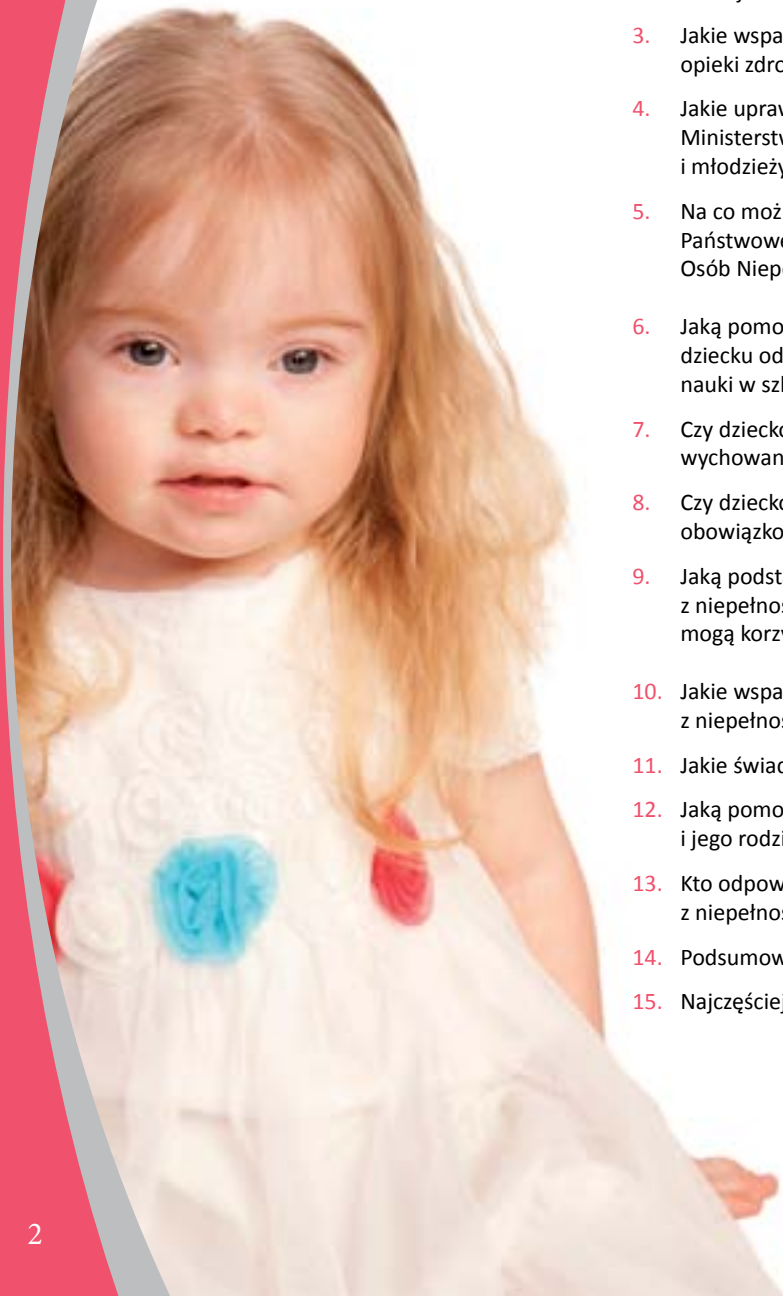 3. Jakie wspa
opieki zdro
4. Jakie upraw
Ministerstw
i młodzieży
5. Na co moż
Państwowe
Osób Niep
6. Jaką pomo
dziecku od
nauki w szk
7. Czy dziecko
wychowan
8. Czy dziecko
obowiązko
9. Jaką podsta
z niepełnos
mogą korzy
10. Jakie wspa
z niepełnos
11. Jakie świad
12. Jaką pomo
i jego rodzi
13. Kto odpow
z niepełnos
14. Podsumow
15. Najczęściej
2